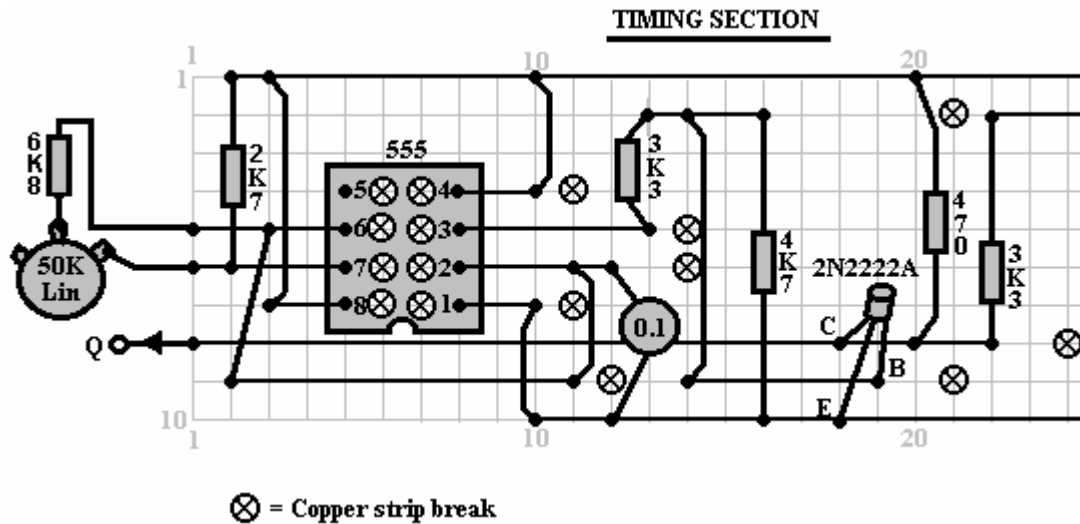 TIMING SECTION
1
10
20
1
6K8
2K7
555
5 4
6 3
7 2
8 1
3K3
4K7
470
3K3
50K
Lin
2N2222A
0.1
Q
C
B
E
10
1
10
20
= Copper strip break